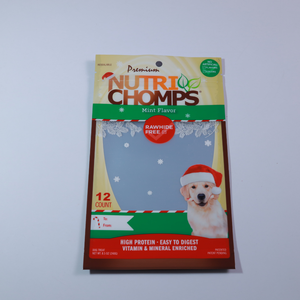 Premium
NUTRI
CHOMPS
Mint Flavor
RAWHIDE
FREE
12
COUNT
To:
From:
HIGH PROTEIN - EASY TO DIGEST
VITAMIN & MINERAL ENRICHED